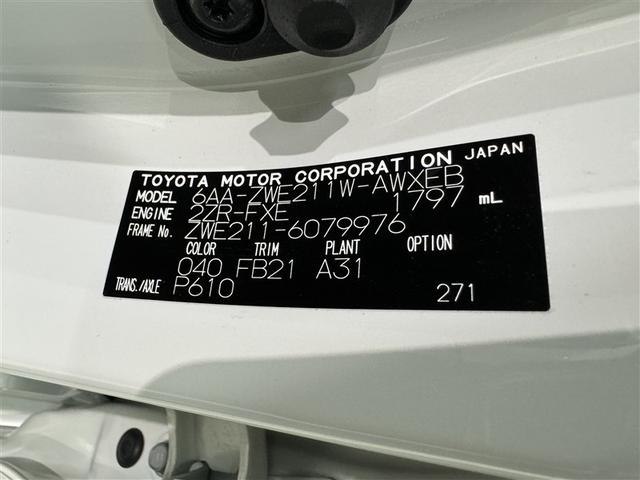 TOYOTA MOTOR CORPORATION JAPAN
MODEL 6AA-ZWE211W-AWXEB
ENGINE 2ZR-FXE 1797 mL
FRAME No. ZWE211-6079976
COLOR TRIM PLANT OPTION
040 FB21 A31
TRANS./AXLE P610 271